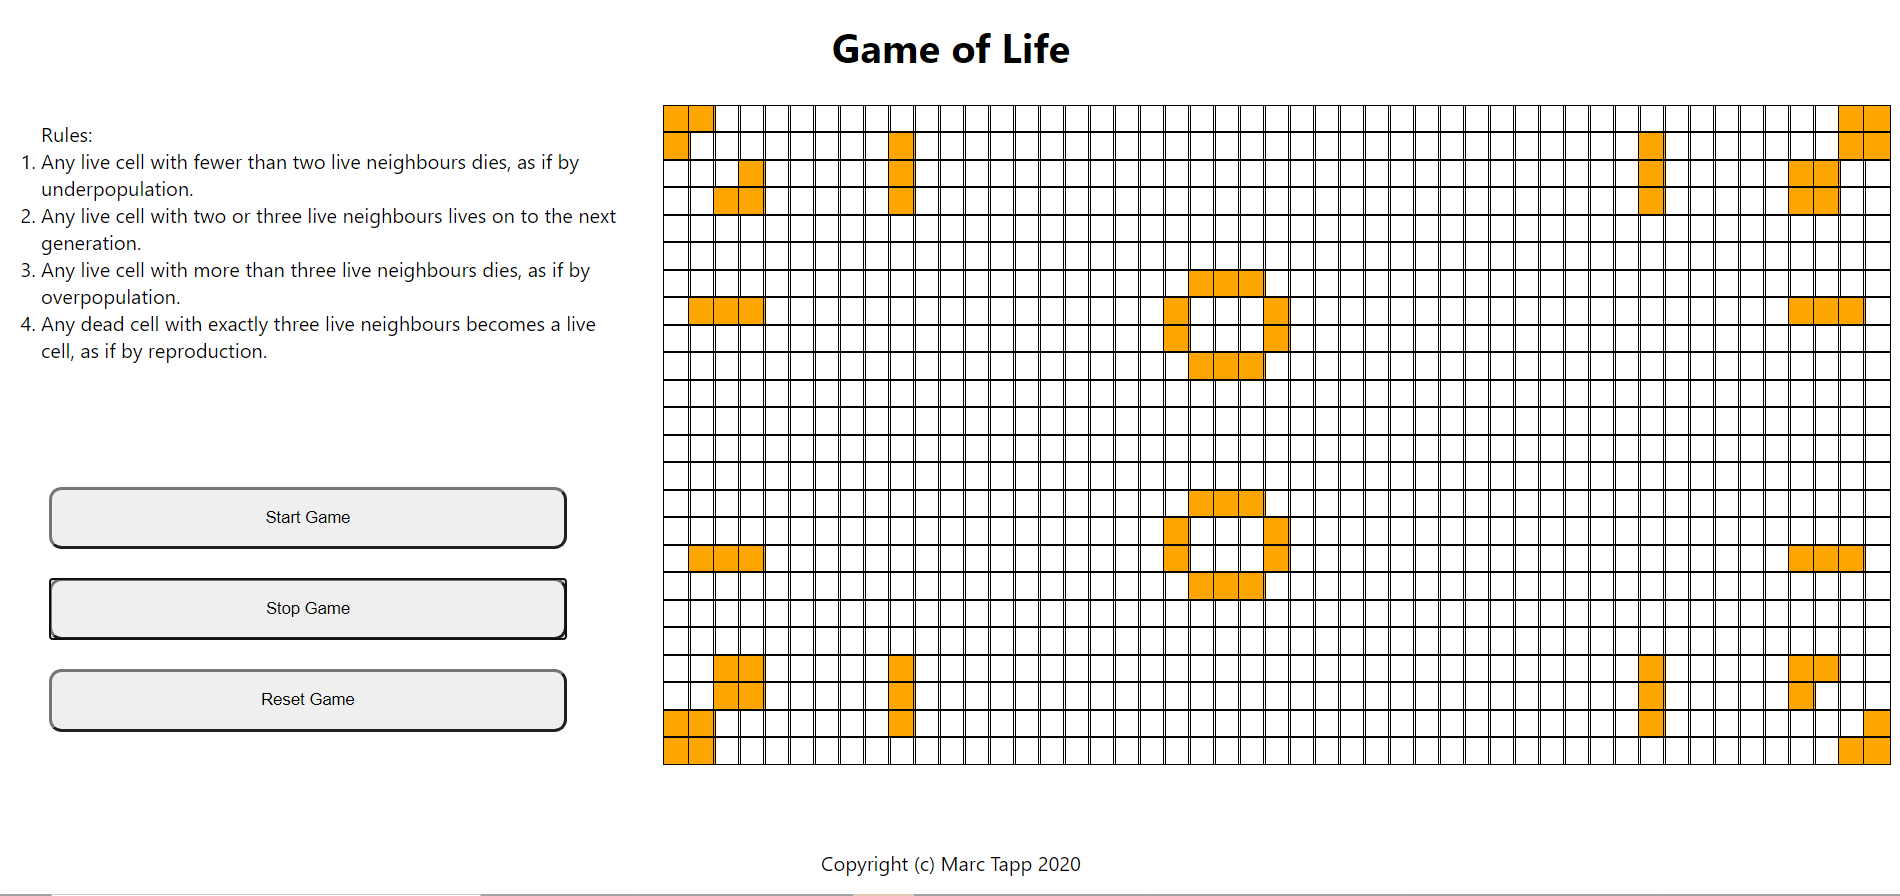 Game of Life
Rules:
1. Any live cell with fewer than two live neighbours dies, as if by
underpopulation.
2. Any live cell with two or three live neighbours lives on to the next
generation.
3. Any live cell with more than three live neighbours dies, as if by
overpopulation.
4. Any dead cell with exactly three live neighbours becomes a live
cell, as if by reproduction.
Start Game
Stop Game
Reset Game
Copyright (c) Marc Tapp 2020